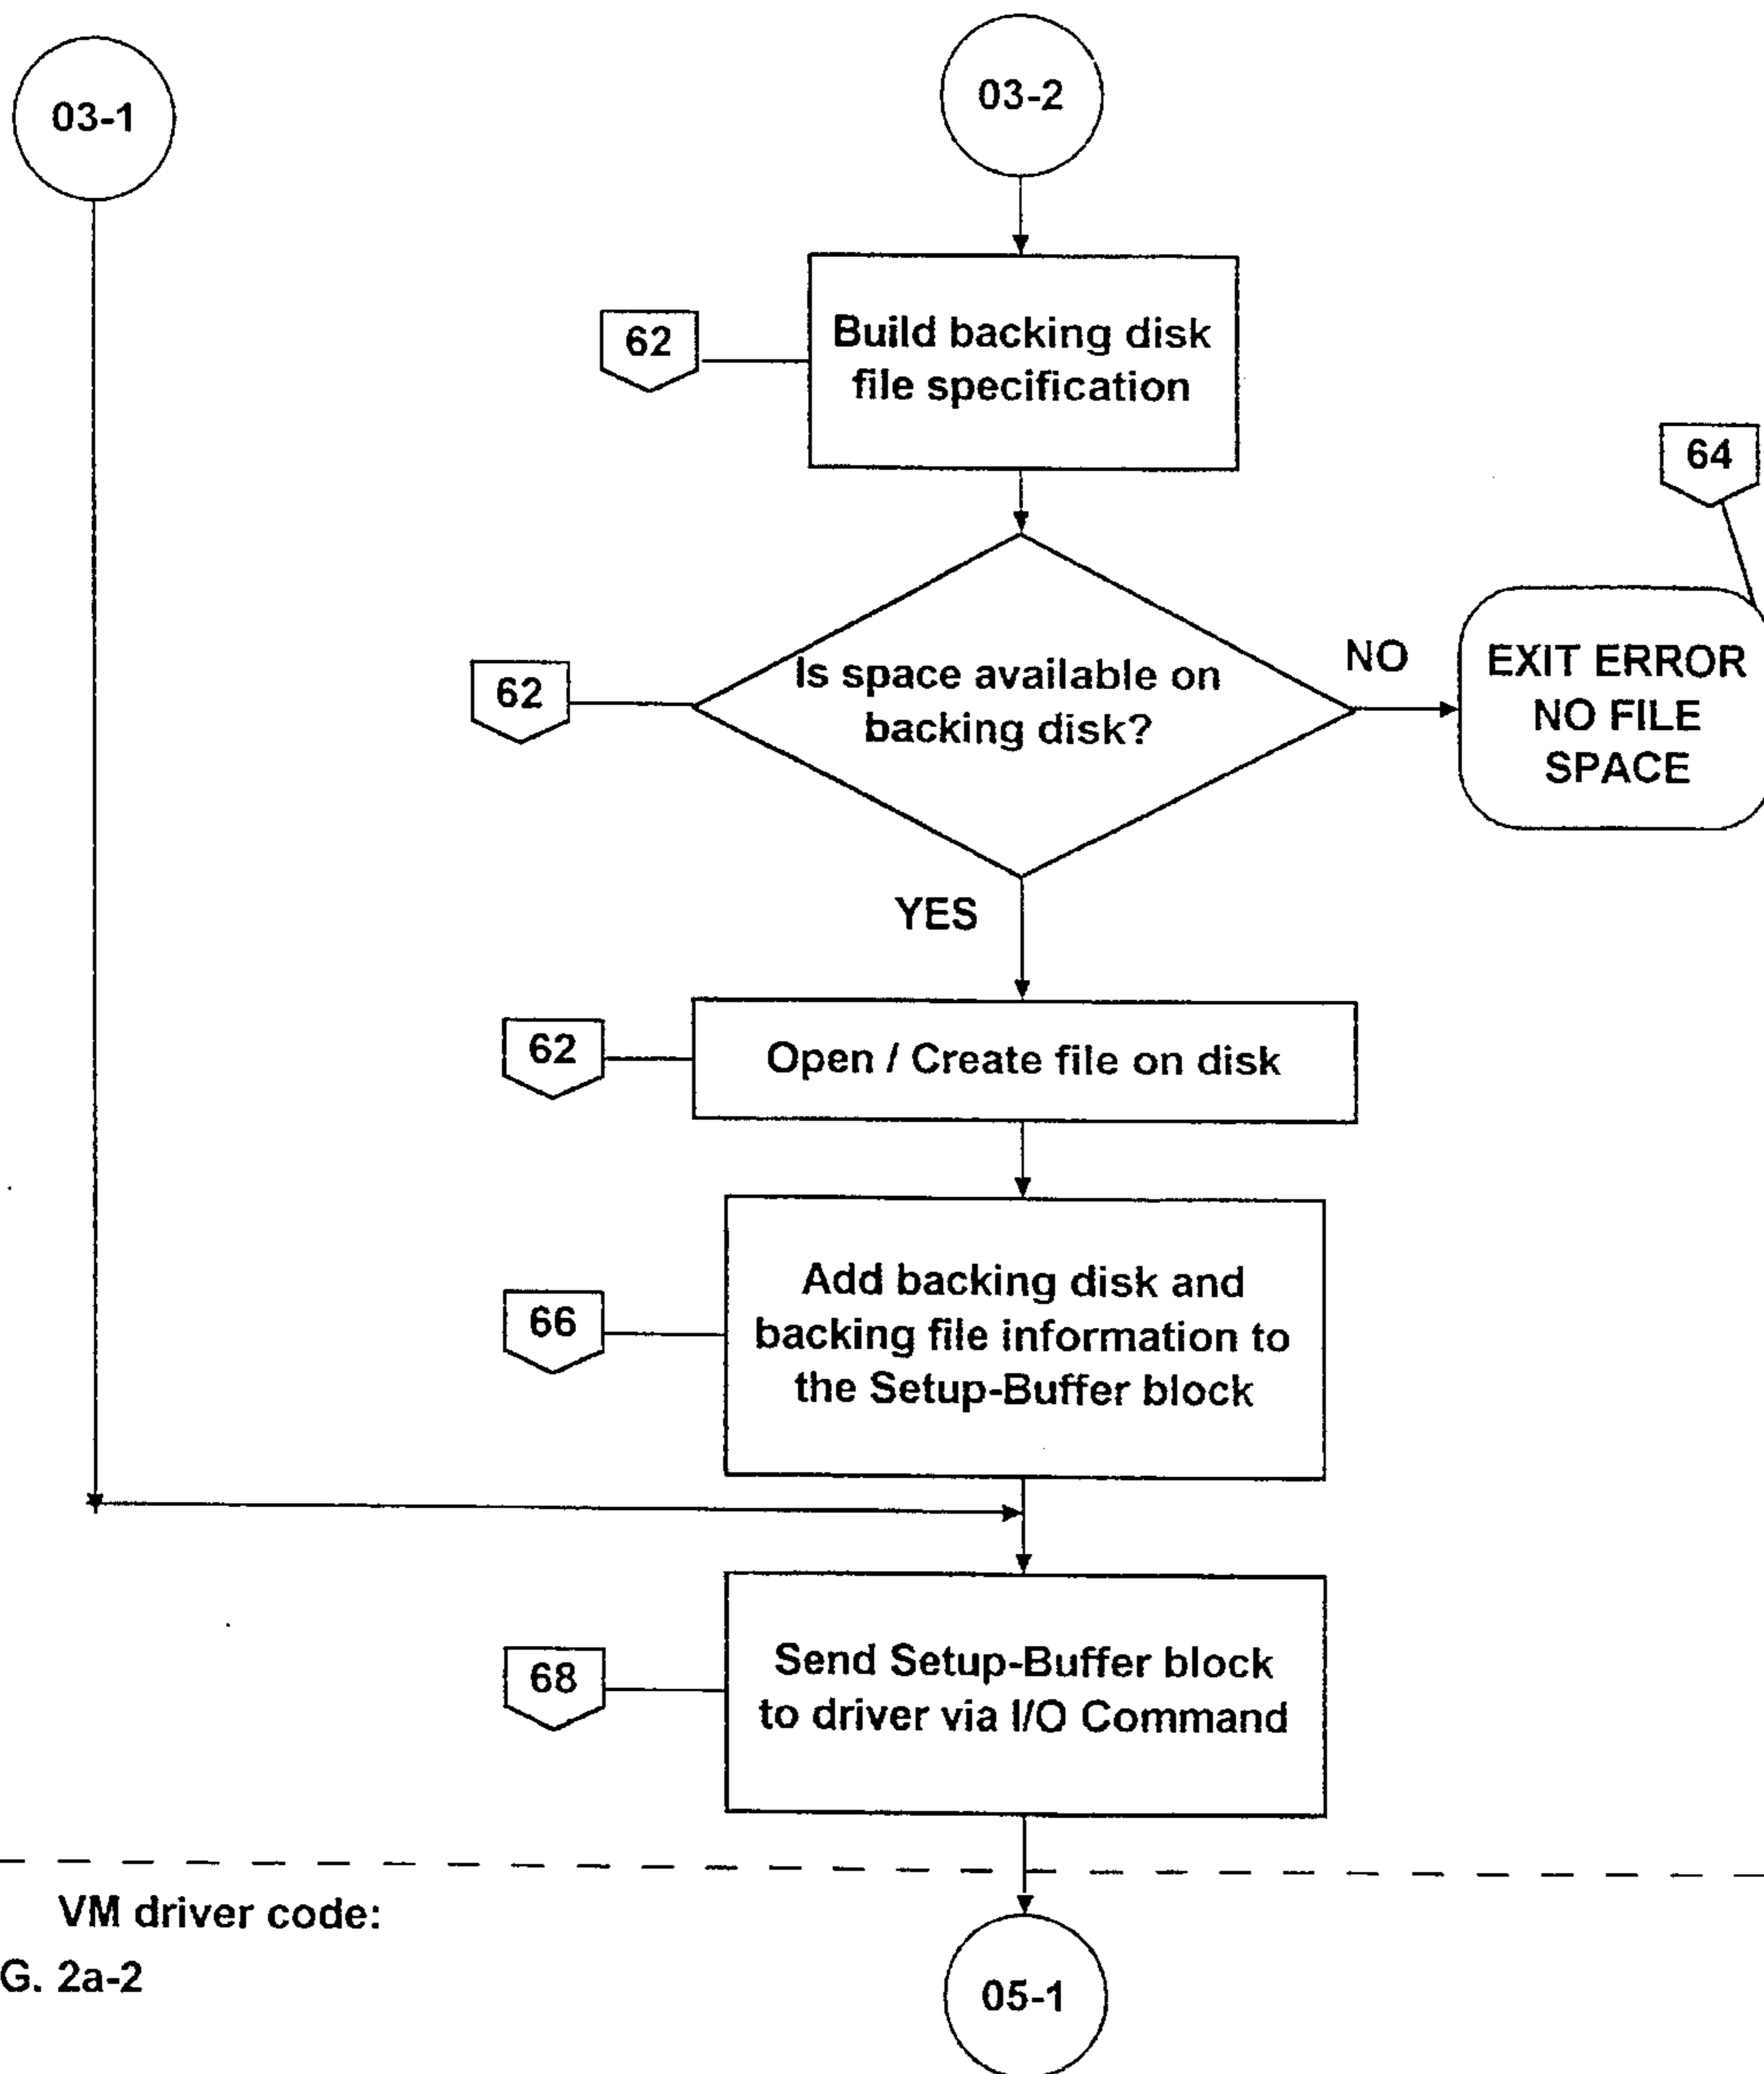 03-1
03-2
62
Build backing disk
file specification
64
62
Is space available on
backing disk?
NO
EXIT ERROR
NO FILE
SPACE
YES
62
Open / Create file on disk
66
Add backing disk and
backing file information to
the Setup-Buffer block
68
Send Setup-Buffer block
to driver via I/O Command
VM driver code:
G. 2a-2
05-1